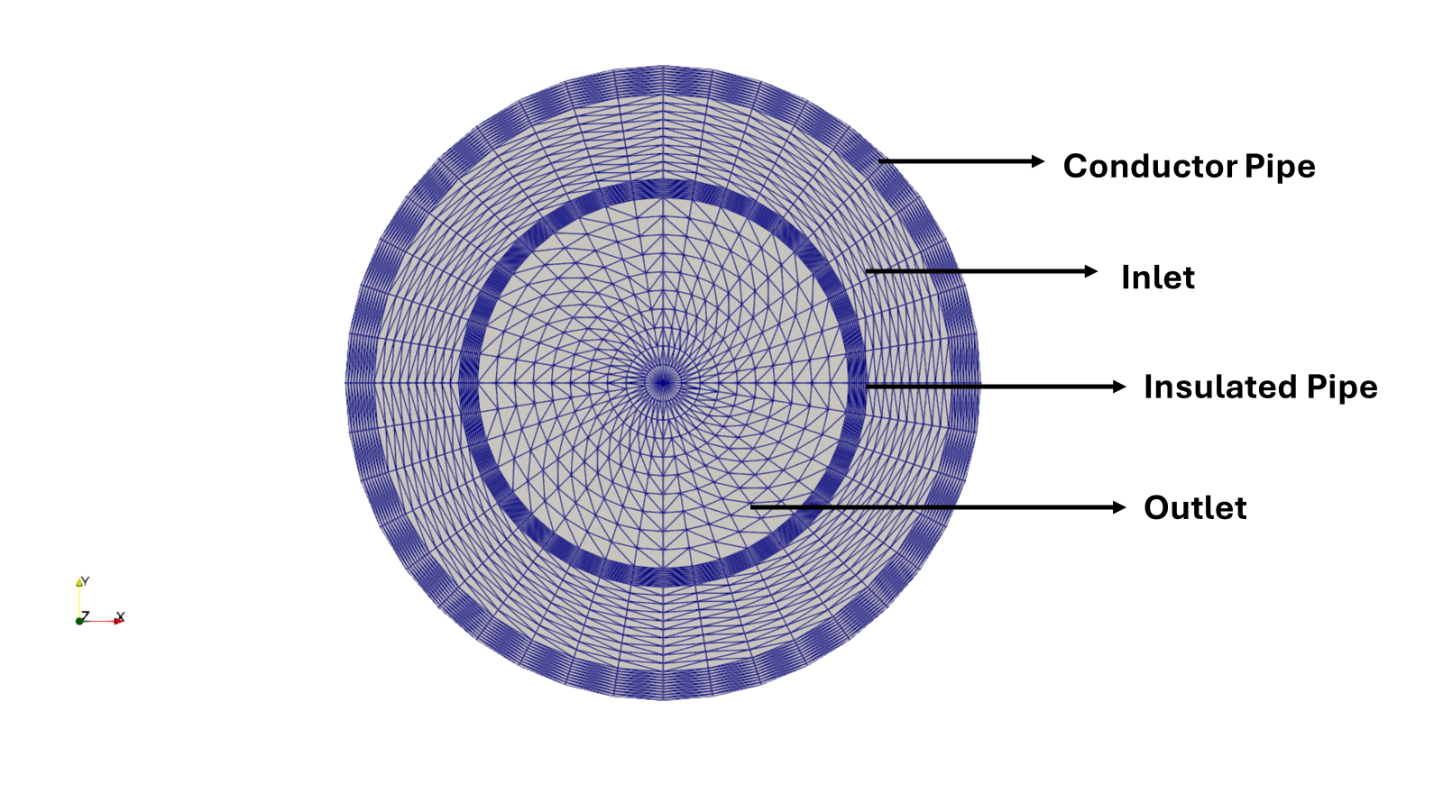 Conductor Pipe
Inlet
Insulated Pipe
Outlet
Y
Z X